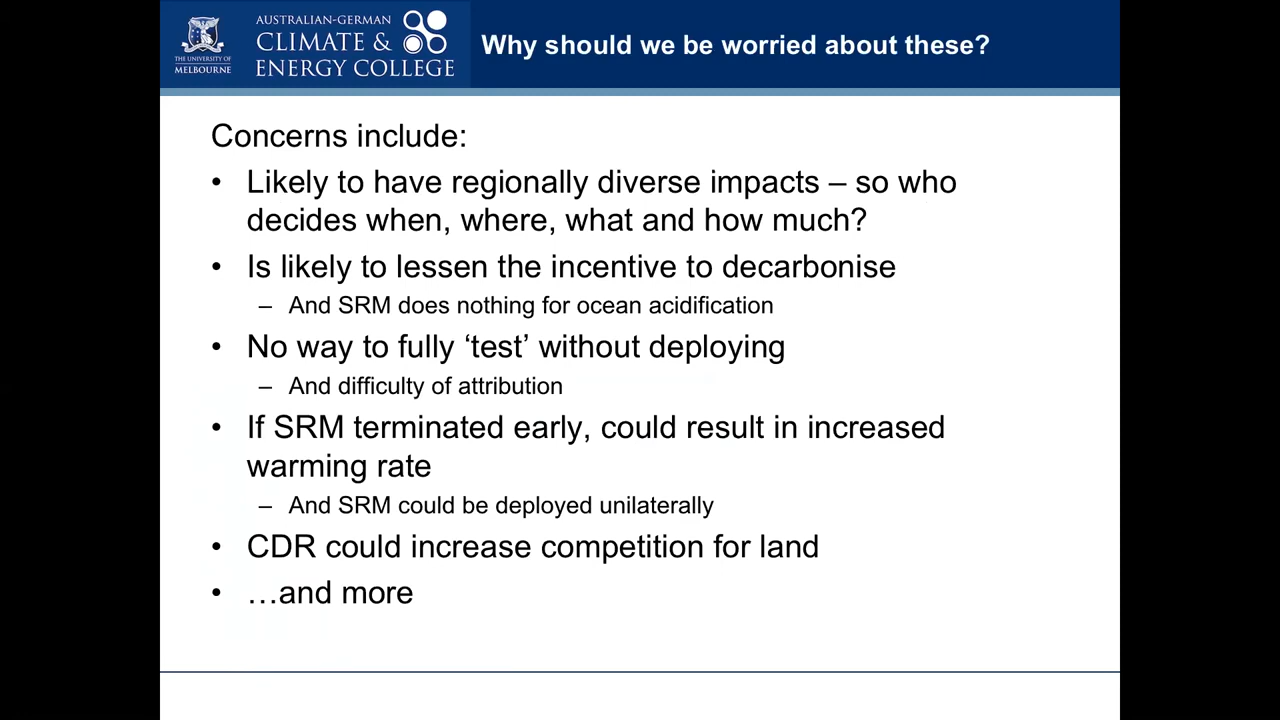 AUSTRALIAN-GERMAN
CLIMATE &
ENERGY COLLEGE
THE UNIVERSITY OF
MELBOURNE
Why should we be worried about these?
Concerns include:
• Likely to have regionally diverse impacts – so who
decides when, where, what and how much?
• Is likely to lessen the incentive to decarbonise
– And SRM does nothing for ocean acidification
• No way to fully ‘test’ without deploying
– And difficulty of attribution
• If SRM terminated early, could result in increased
warming rate
– And SRM could be deployed unilaterally
• CDR could increase competition for land
• …and more